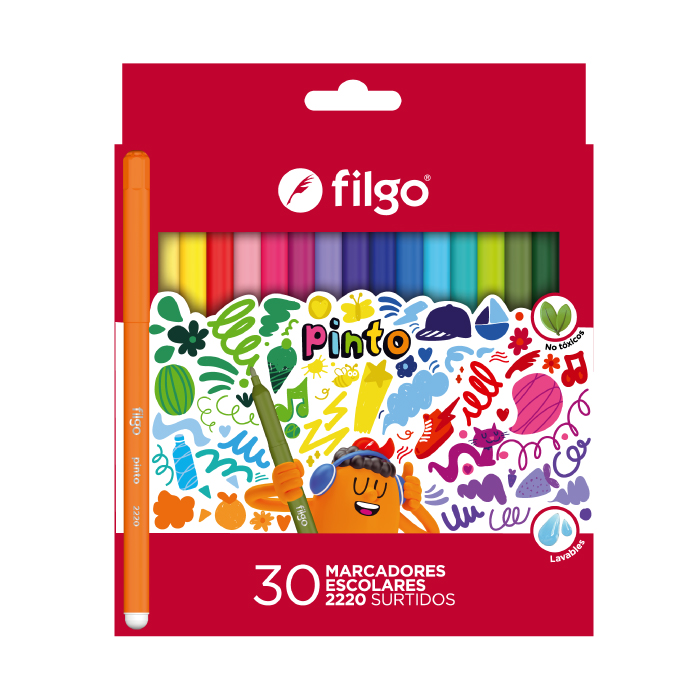 filgo®
pinto
No tóxicos
filgo pinto 2220
filgo
Lavables
30 MARCADORES
ESCOLARES
2220 SURTIDOS